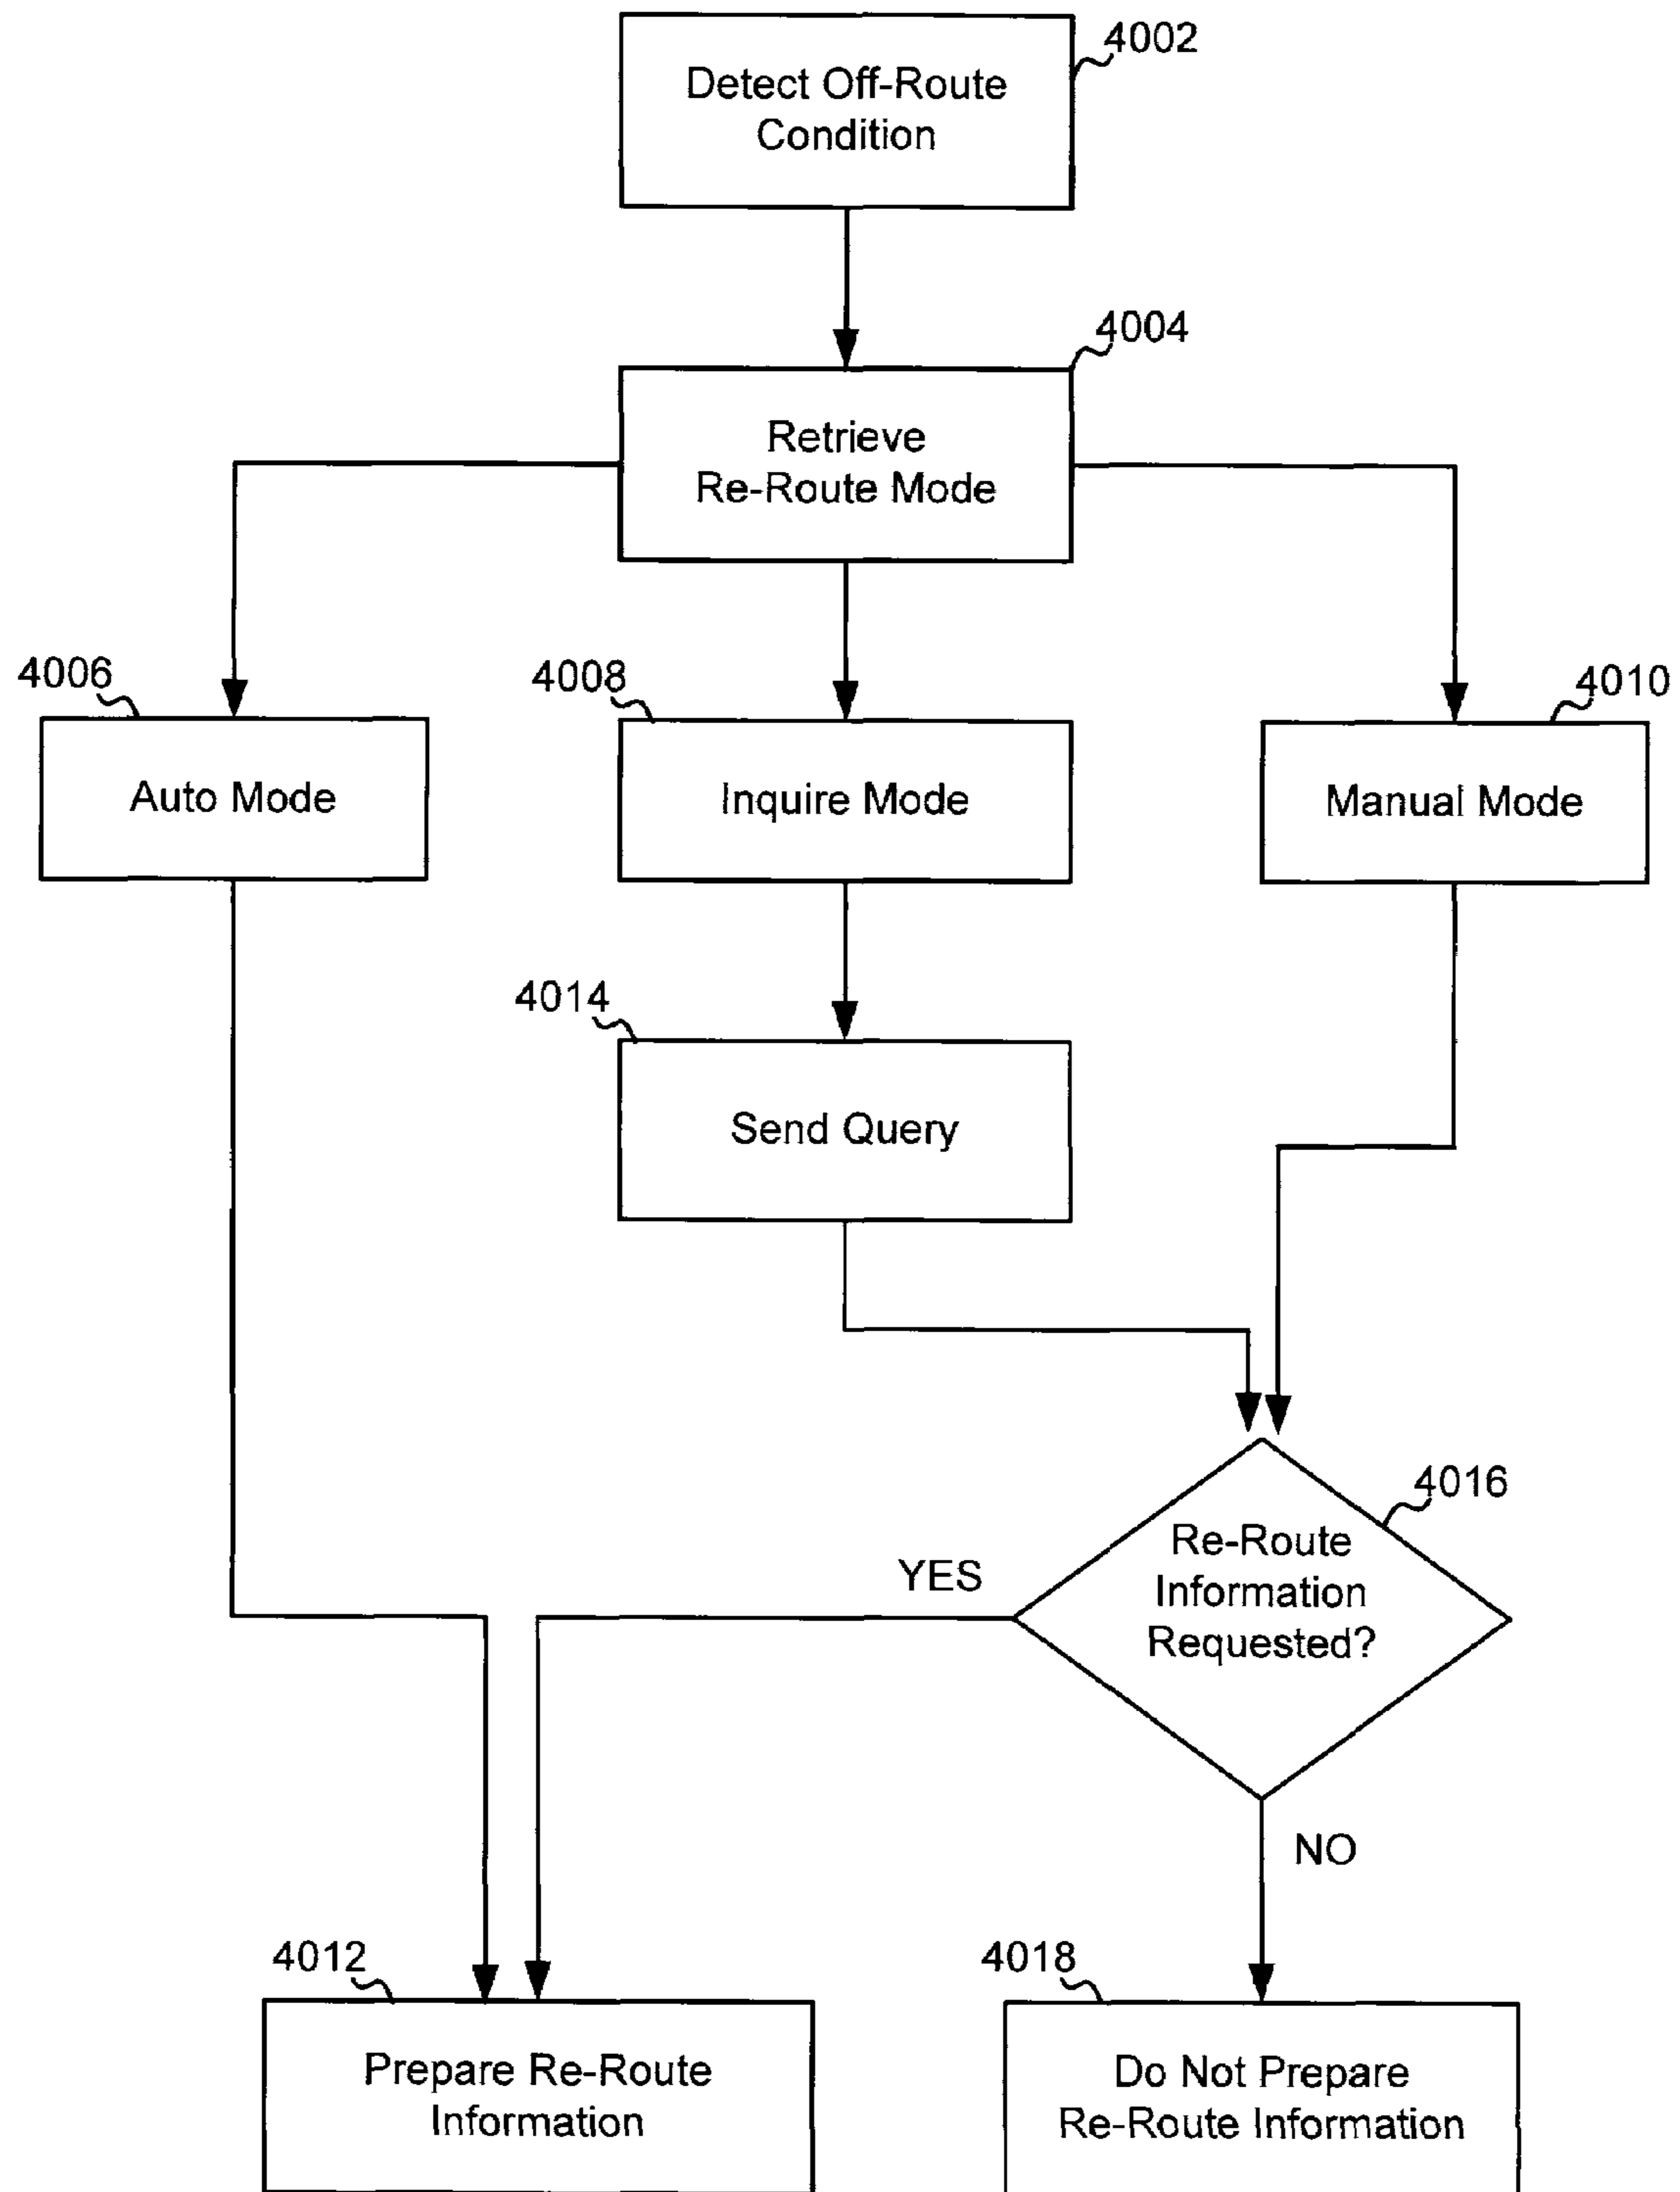 4002
Detect Off-Route
Condition
4004
Retrieve
Re-Route Mode
4006
Auto Mode
4008
Inquire Mode
4010
Manual Mode
4014
Send Query
4016
Re-Route
Information
Requested?
YES
NO
4012
Prepare Re-Route
Information
4018
Do Not Prepare
Re-Route Information